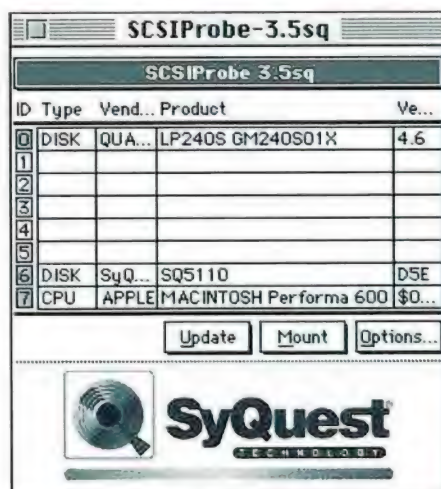 SCSIProbe-3.5sq
SCSIProbe 3.5sq
ID Type Vend... Product Ve...
0 DISK QUA... LP240S GM240S01X 4.6
1
2
3
4
5
6 DISK SyQ... SQ5110 D5E
7 CPU APPLE MACINTOSH Performa 600 $0...
Update Mount Options...
SyQuest
TECHNOLOGY